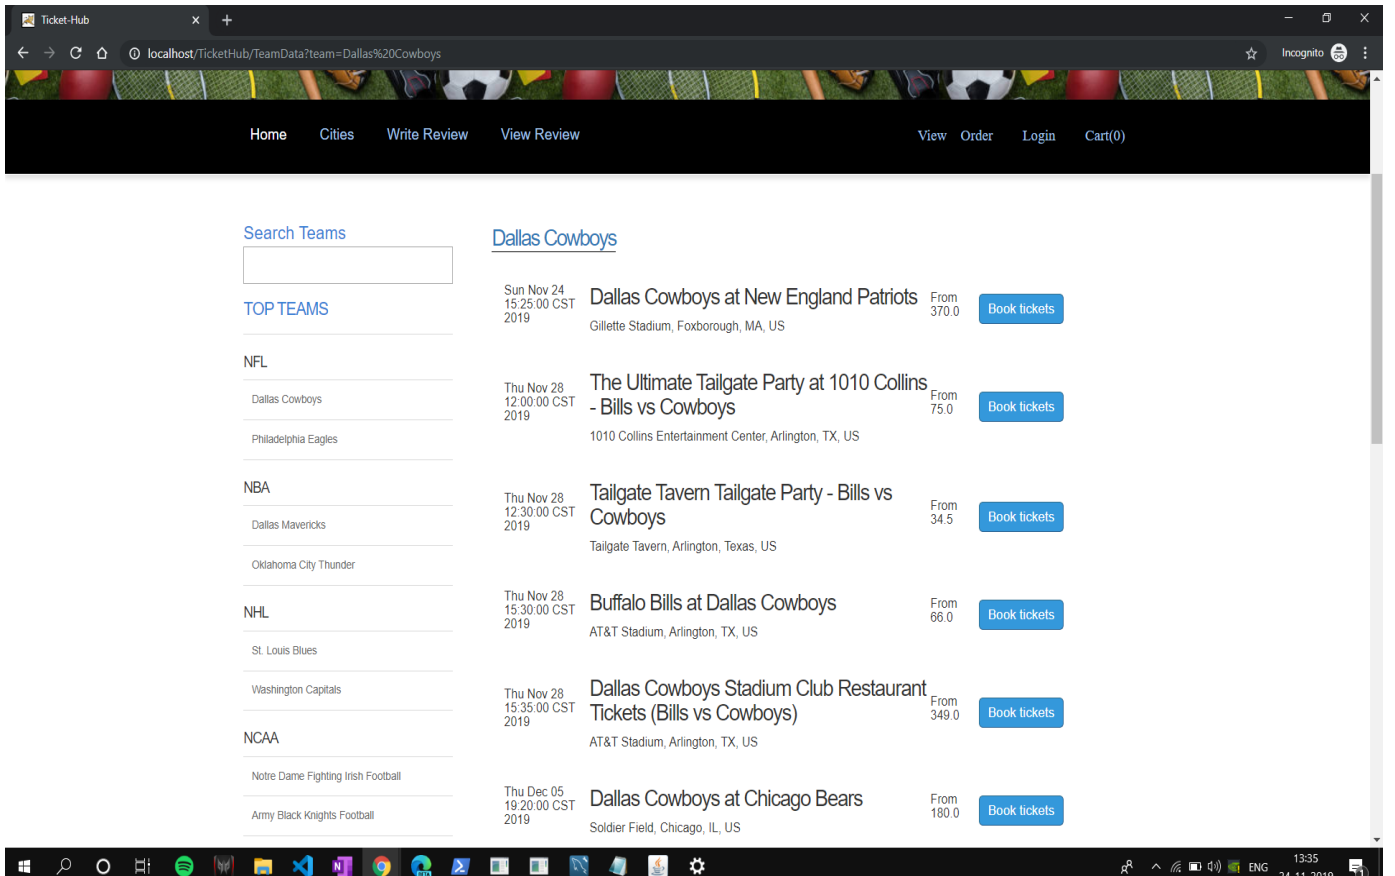 Ticket-Hub
localhost/TicketHub/TeamData?team=Dallas%20Cowboys
Incognito
Home Cities Write Review View Review View Order Login Cart(0)
Search Teams
TOP TEAMS
NFL
Dallas Cowboys
Philadelphia Eagles
NBA
Dallas Mavericks
Oklahoma City Thunder
NHL
St. Louis Blues
Washington Capitals
NCAA
Notre Dame Fighting Irish Football
Army Black Knights Football
Dallas Cowboys
Sun Nov 24
15:25:00 CST
2019
Dallas Cowboys at New England Patriots
Gillette Stadium, Foxborough, MA, US
From
370.0
Book tickets
Thu Nov 28
12:00:00 CST
2019
The Ultimate Tailgate Party at 1010 Collins
- Bills vs Cowboys
1010 Collins Entertainment Center, Arlington, TX, US
From
75.0
Book tickets
Thu Nov 28
12:30:00 CST
2019
Tailgate Tavern Tailgate Party - Bills vs
Cowboys
Tailgate Tavern, Arlington, Texas, US
From
34.5
Book tickets
Thu Nov 28
15:30:00 CST
2019
Buffalo Bills at Dallas Cowboys
AT&T Stadium, Arlington, TX, US
From
66.0
Book tickets
Thu Nov 28
15:35:00 CST
2019
Dallas Cowboys Stadium Club Restaurant
Tickets (Bills vs Cowboys)
AT&T Stadium, Arlington, TX, US
From
349.0
Book tickets
Thu Dec 05
19:20:00 CST
2019
Dallas Cowboys at Chicago Bears
Soldier Field, Chicago, IL, US
From
180.0
Book tickets
ENG
13:35
24-11-2019